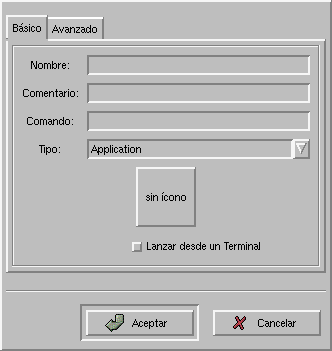 Básico Avanzado
Nombre:
Comentario:
Comando:
Tipo: Application
sin ícono
Lanzar desde un Terminal
Aceptar Cancelar